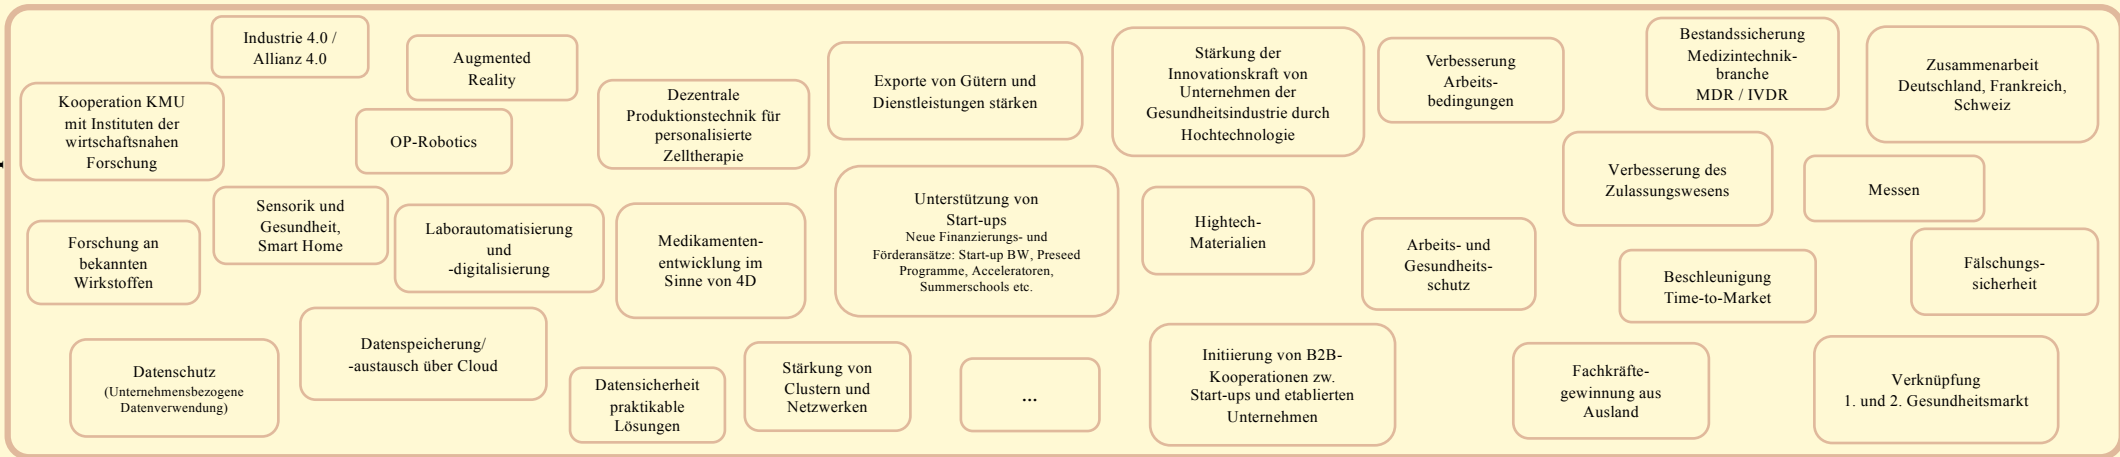 Industrie 4.0 /
Allianz 4.0
Augmented
Reality
Kooperation KMU
mit Instituten der
wirtschaftsnahen
Forschung
OP-Robotics
Dezentrale
Produktionstechnik für
personalisierte
Zelltherapie
Exporte von Gütern und
Dienstleistungen stärken
Stärkung der
Innovationskraft von
Unternehmen der
Gesundheitsindustrie durch
Hochtechnologie
Verbesserung
Arbeits-
bedingungen
Bestandssicherung
Medizintechnik-
branche
MDR / IVDR
Zusammenarbeit
Deutschland, Frankreich,
Schweiz
Verbesserung des
Zulassungswesens
Messen
Forschung an
bekannten
Wirkstoffen
Sensorik und
Gesundheit,
Smart Home
Laborautomatisierung
und
-digitalisierung
Medikamenten-
entwicklung im
Sinne von 4D
Unterstützung von
Start-ups
Neue Finanzierungs- und
Förderansätze: Start-up BW, Preseed
Programme, Acceleratoren,
Summerschools etc.
Hightech-
Materialien
Arbeits- und
Gesundheits-
schutz
Beschleunigung
Time-to-Market
Fälschungs-
sicherheit
Datenschutz
(Unternehmensbezogene
Datenverwendung)
Datenspeicherung/
-austausch über Cloud
Datensicherheit
praktikable
Lösungen
Stärkung von
Clustern und
Netzwerken
...
Initiierung von B2B-
Kooperationen zw.
Start-ups und etablierten
Unternehmen
Fachkräfte-
gewinnung aus
Ausland
Verknüpfung
1. und 2. Gesundheitsmarkt